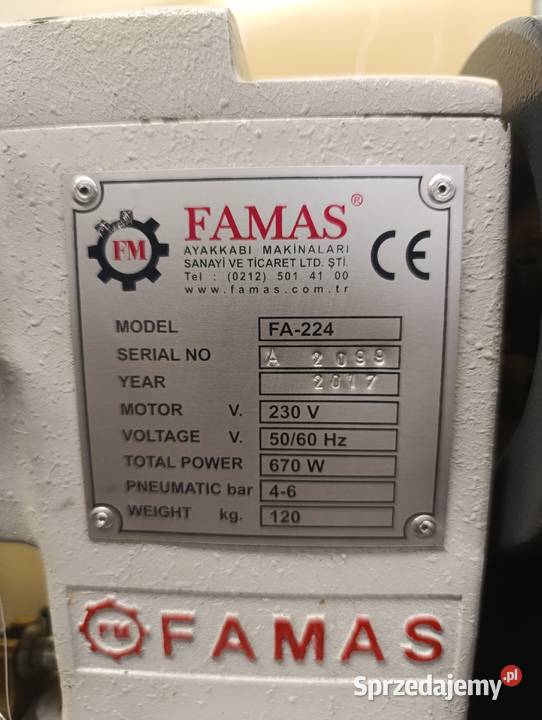 FM
FAMAS®
AYAKKABI MAKİNALARI
SANAYİ VE TİCARET LTD. ŞTİ.
Tel : (0212) 501 41 00
www.famas.com.tr
CE
MODEL FA-224
SERIAL NO A 2099
YEAR 2017
MOTOR V. 230 V
VOLTAGE V. 50/60 Hz
TOTAL POWER 670 W
PNEUMATIC bar 4-6
WEIGHT kg. 120
FM FAMAS
Sprzedajemy.pl